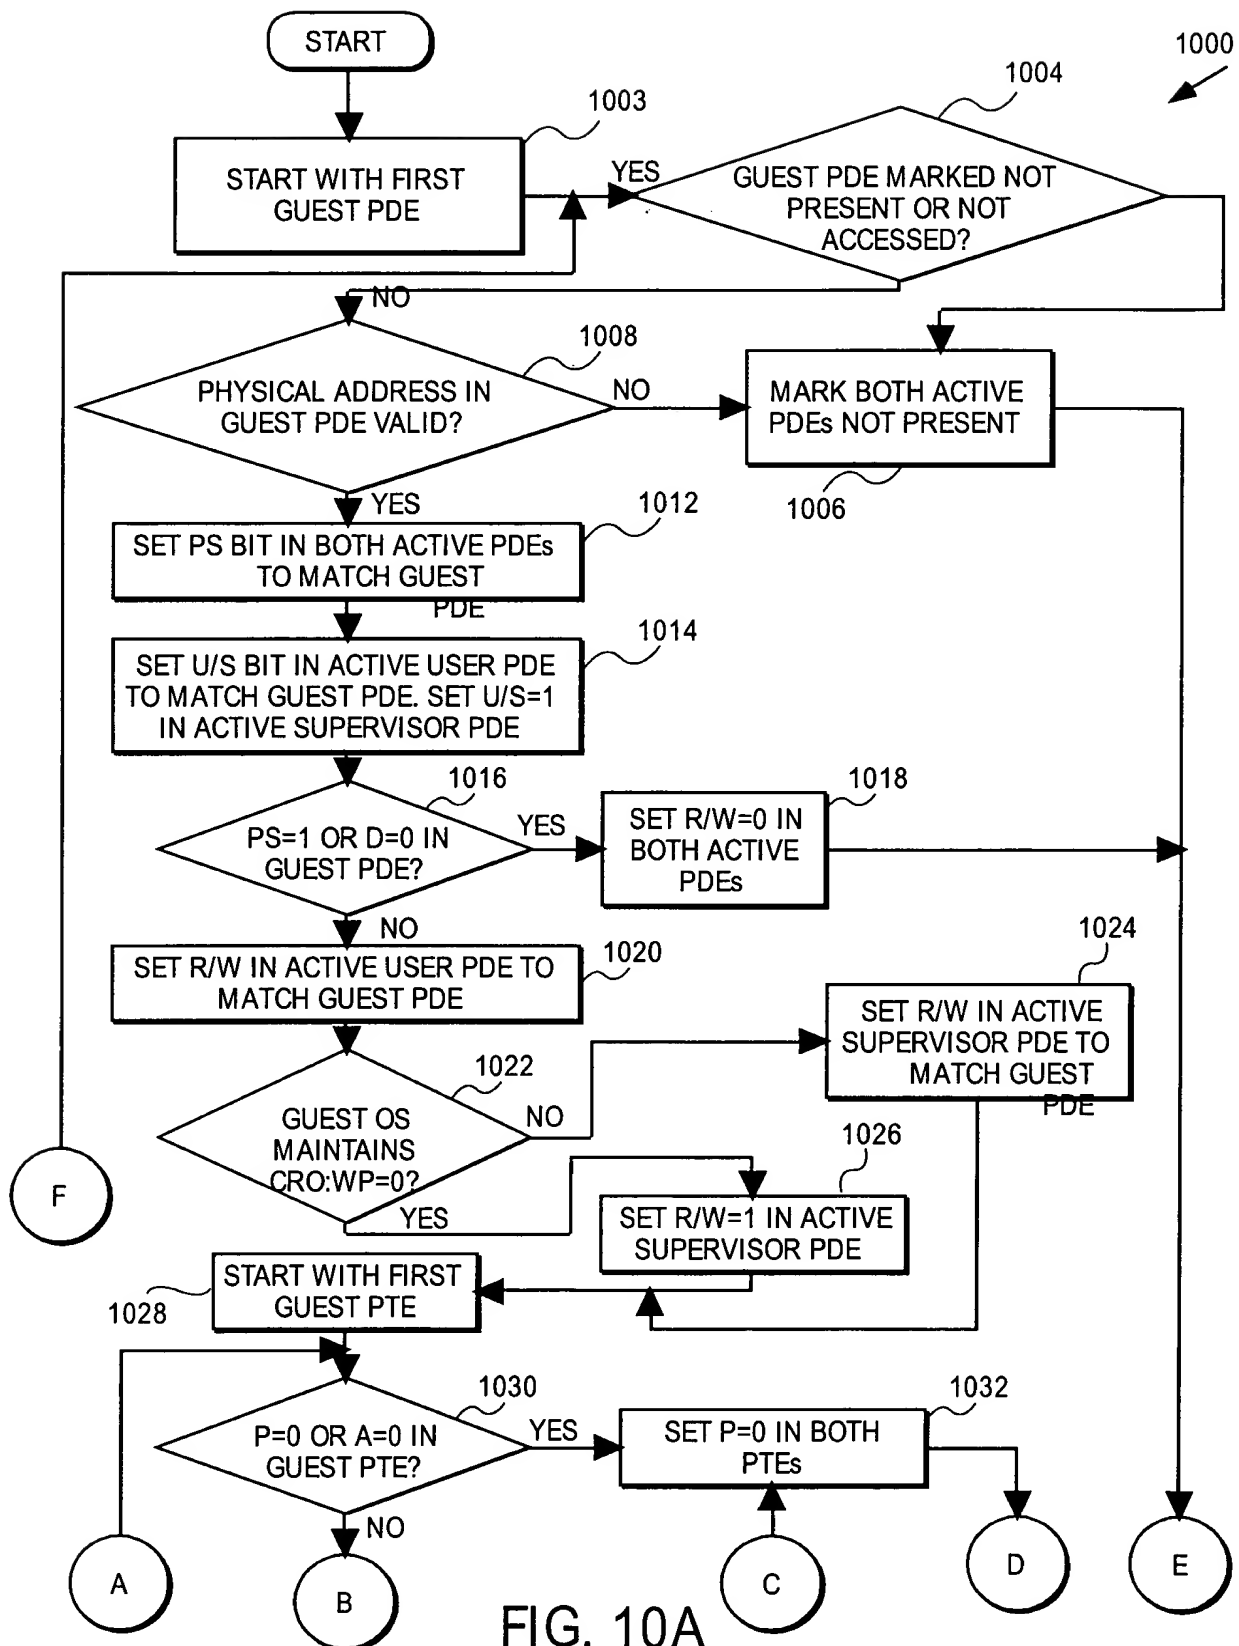 START
1000
1003
1004
START WITH FIRST
GUEST PDE
YES
GUEST PDE MARKED NOT
PRESENT OR NOT
ACCESSED?
NO
1008
PHYSICAL ADDRESS IN
GUEST PDE VALID?
NO
MARK BOTH ACTIVE
PDEs NOT PRESENT
1006
YES
1012
SET PS BIT IN BOTH ACTIVE PDEs
TO MATCH GUEST
PDE
1014
SET U/S BIT IN ACTIVE USER PDE
TO MATCH GUEST PDE. SET U/S=1
IN ACTIVE SUPERVISOR PDE
1016
PS=1 OR D=0 IN
GUEST PDE?
YES
1018
SET R/W=0 IN
BOTH ACTIVE
PDEs
NO
1020
SET R/W IN ACTIVE USER PDE TO
MATCH GUEST PDE
1024
SET R/W IN ACTIVE
SUPERVISOR PDE TO
MATCH GUEST
PDE
1022
GUEST OS
MAINTAINS
CRO:WP=0?
NO
YES
1026
SET R/W=1 IN ACTIVE
SUPERVISOR PDE
F
START WITH FIRST
GUEST PTE
1028
1030
P=0 OR A=0 IN
GUEST PTE?
YES
1032
SET P=0 IN BOTH
PTEs
NO
A
B
C
D
E
FIG. 10A